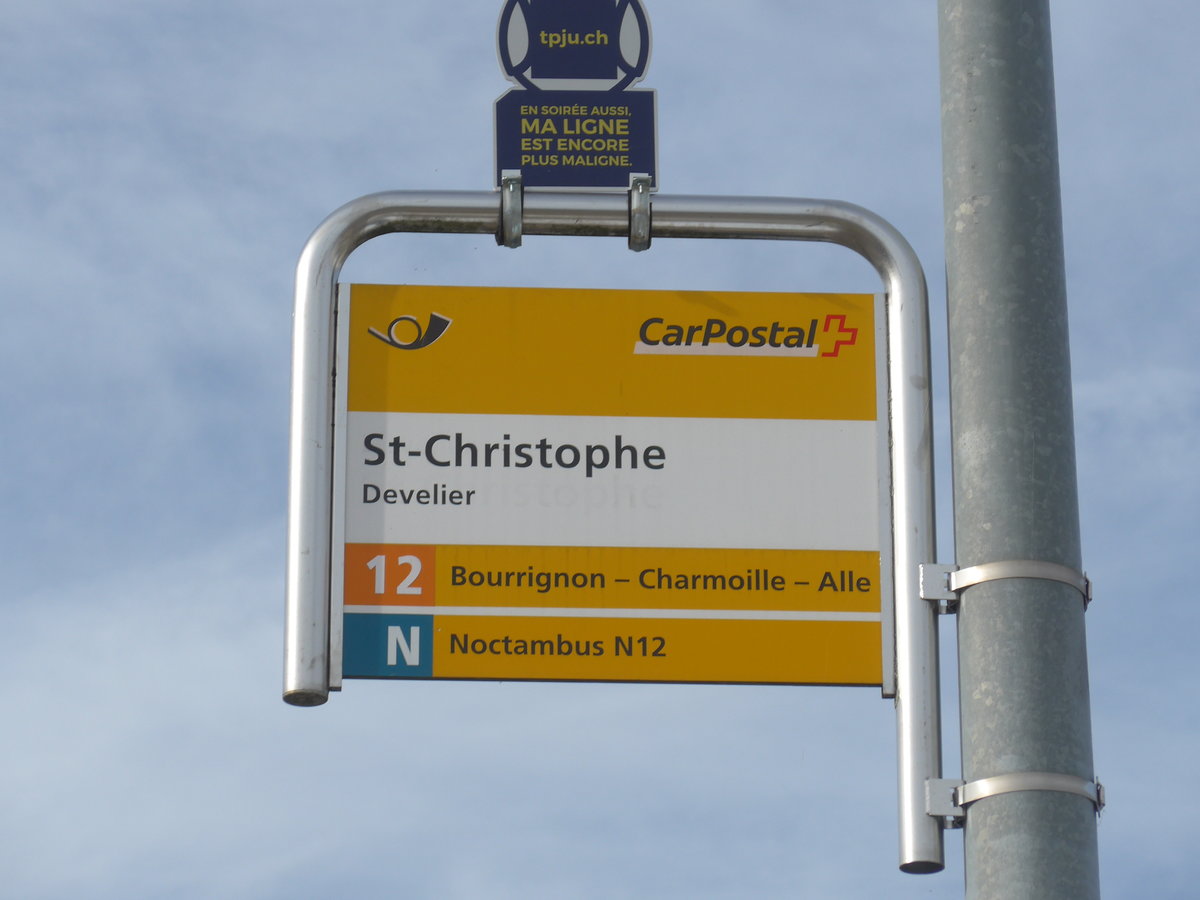 tpju.ch
EN SOIRÉE AUSSI,
MA LIGNE
EST ENCORE
PLUS MALIGNE.
CarPostal
St-Christophe
Develier
12 Bourrignon – Charmoille – Alle
N Noctambus N12